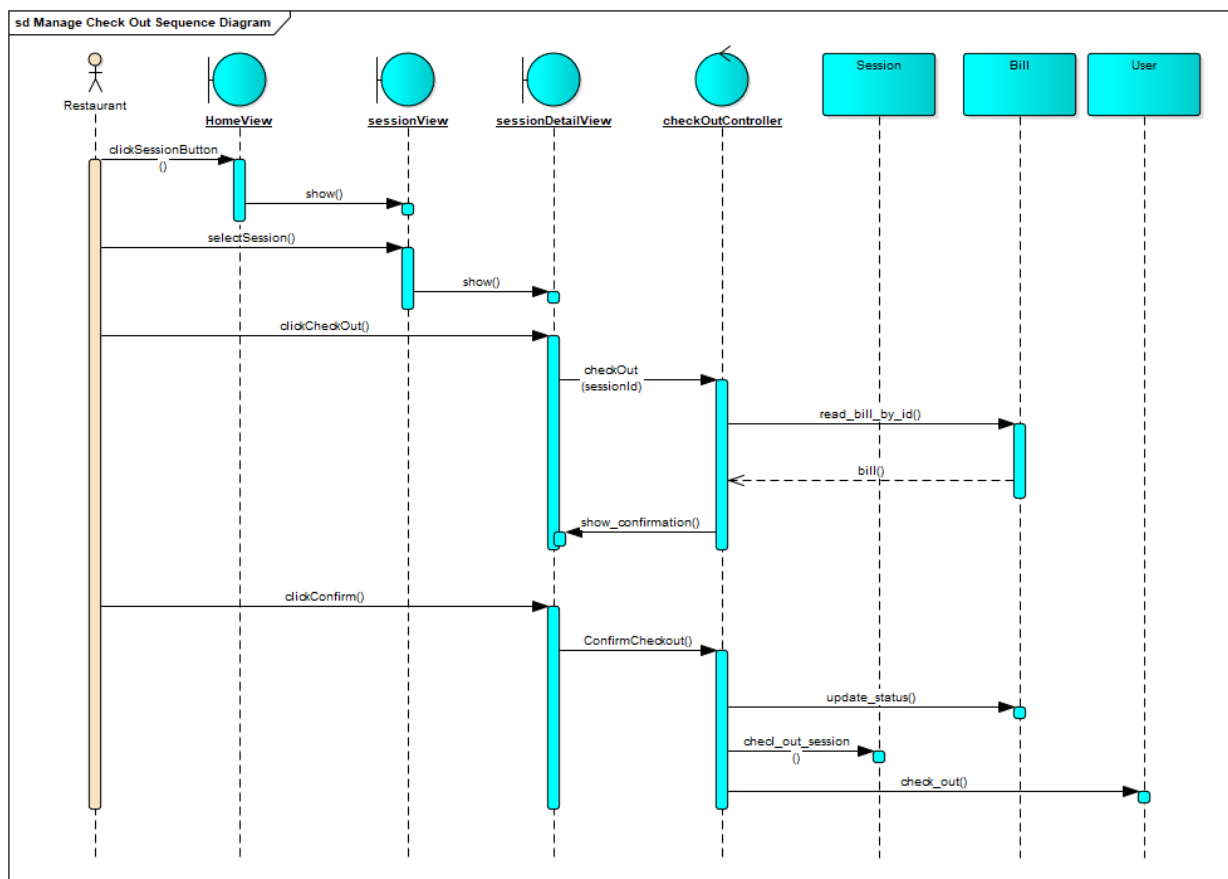 sd Manage Check Out Sequence Diagram
Restaurant
HomeView
sessionView
sessionDetailView
checkOutController
Session
Bill
User
clickSessionButton
()
show()
selectSession()
show()
clickCheckOut()
checkOut
(sessionId)
read_bill_by_id()
bill()
show_confirmation()
clickConfirm()
ConfirmCheckout()
update_status()
checl_out_session
()
check_out()